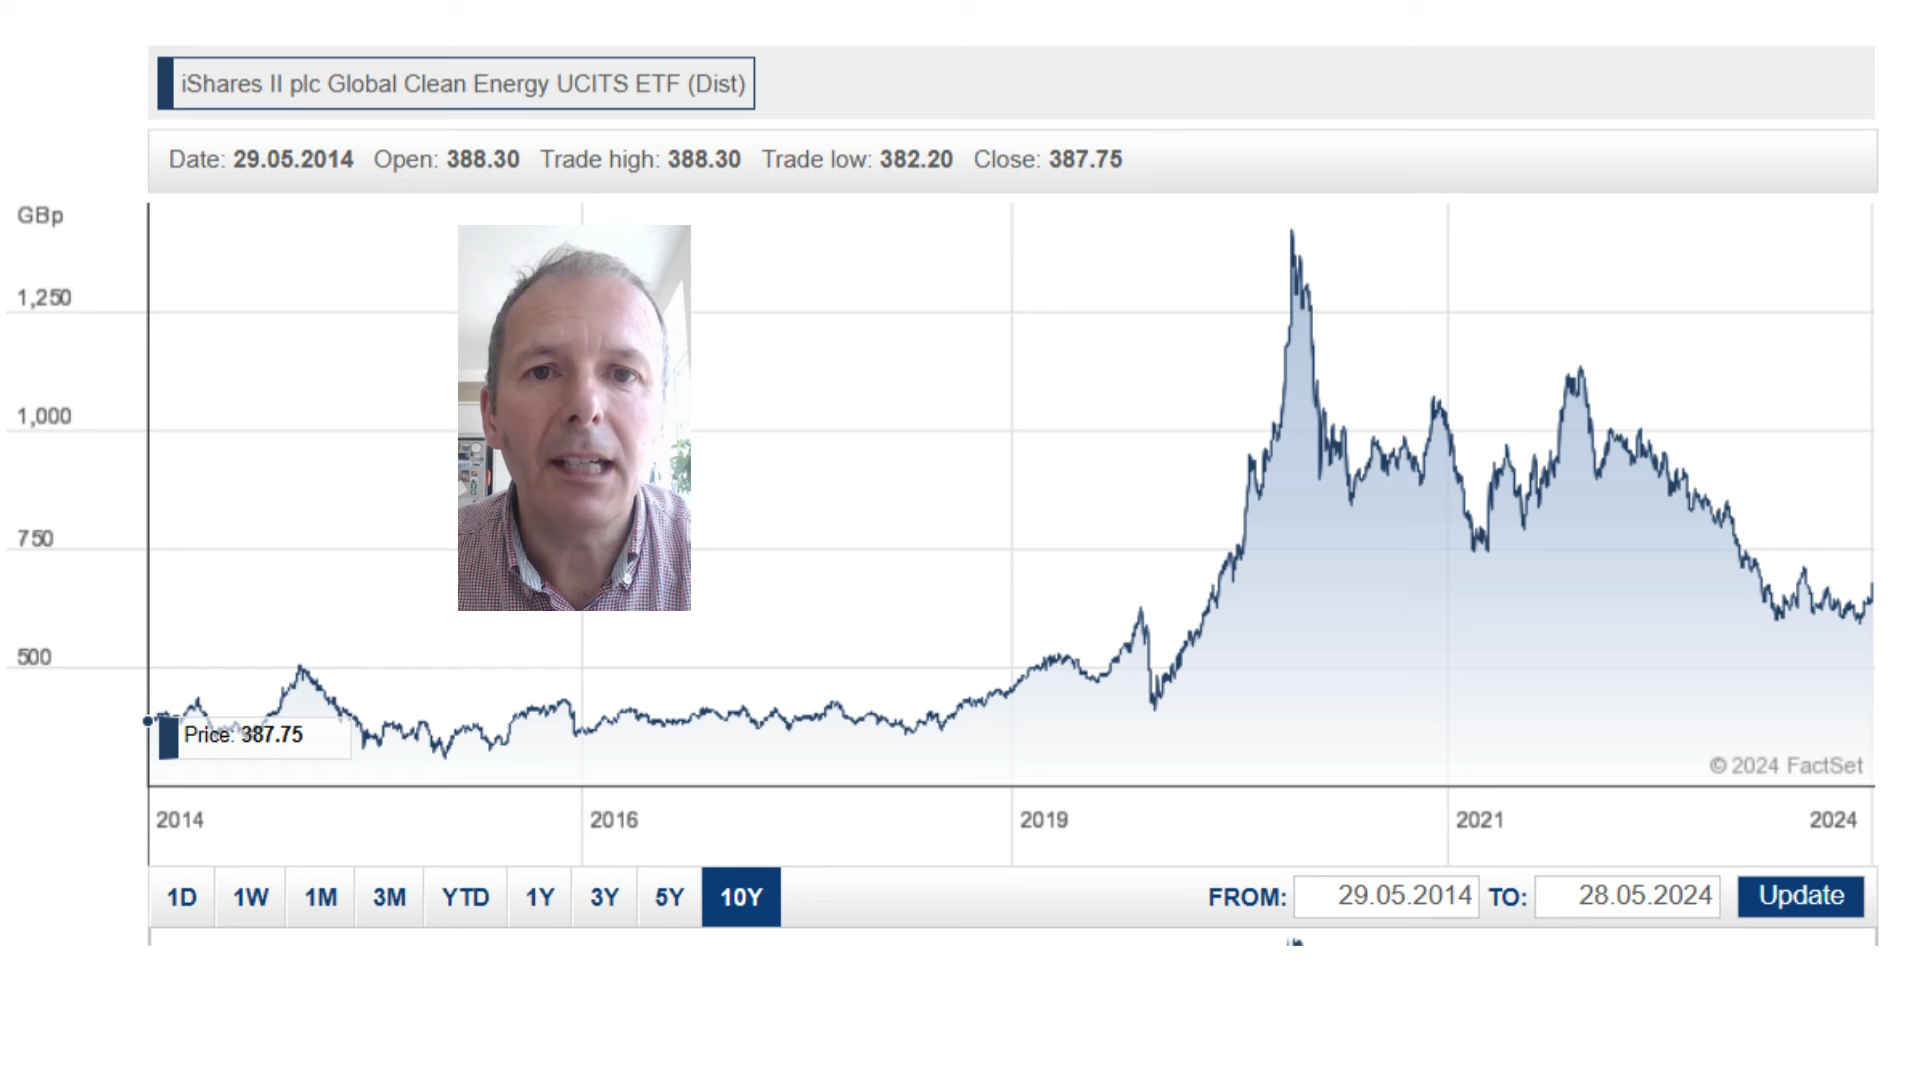 iShares II plc Global Clean Energy UCITS ETF (Dist)
Date: 29.05.2014 Open: 388.30 Trade high: 388.30 Trade low: 382.20 Close: 387.75
GBp
1,250
1,000
750
500
Price: 387.75
© 2024 FactSet
2014 2016 2019 2021 2024
1D 1W 1M 3M YTD 1Y 3Y 5Y 10Y FROM: 29.05.2014 TO: 28.05.2024 Update